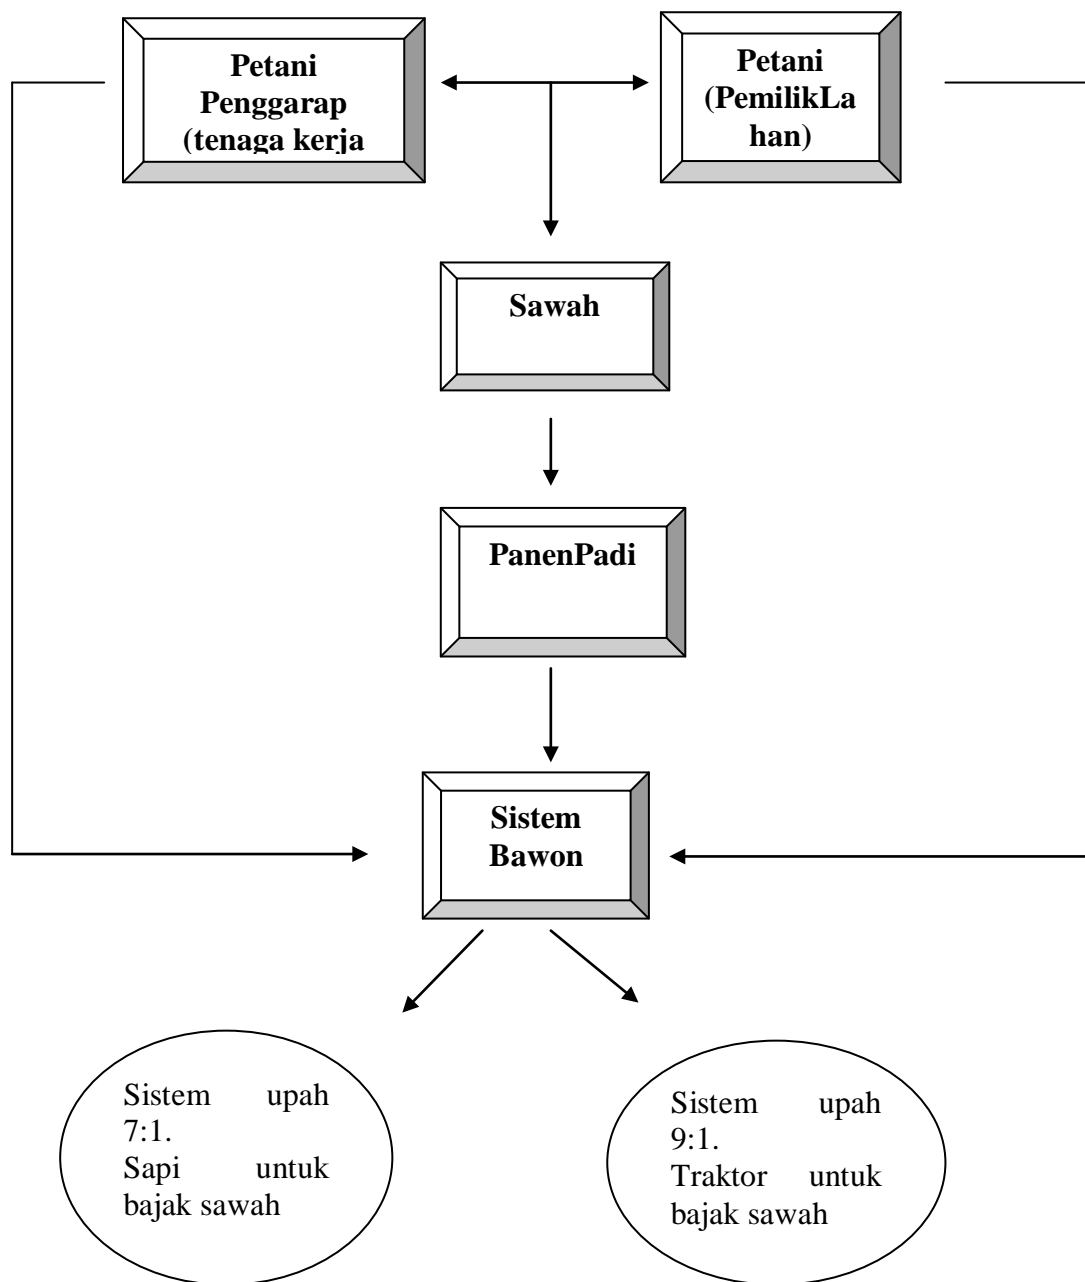 Petani
Penggarap
(tenaga kerja
Petani
(PemilikLa
han)
Sawah
PanenPadi
Sistem
Bawon
Sistem upah
7:1.
Sapi untuk
bajak sawah
Sistem upah
9:1.
Traktor untuk
bajak sawah